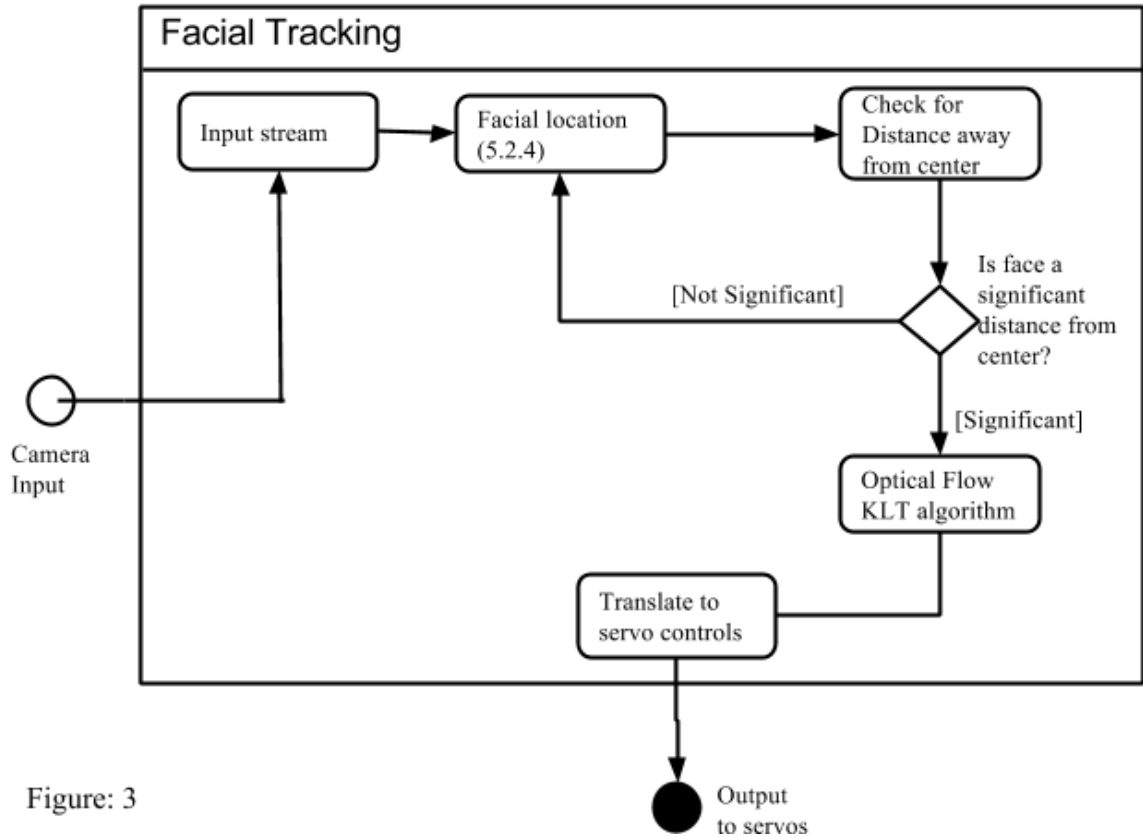 Facial Tracking
Input stream
Facial location
(5.2.4)
Check for
Distance away
from center
Is face a
significant
distance from
center?
[Not Significant]
[Significant]
Camera
Input
Optical Flow
KLT algorithm
Translate to
servo controls
Figure: 3
Output
to servos